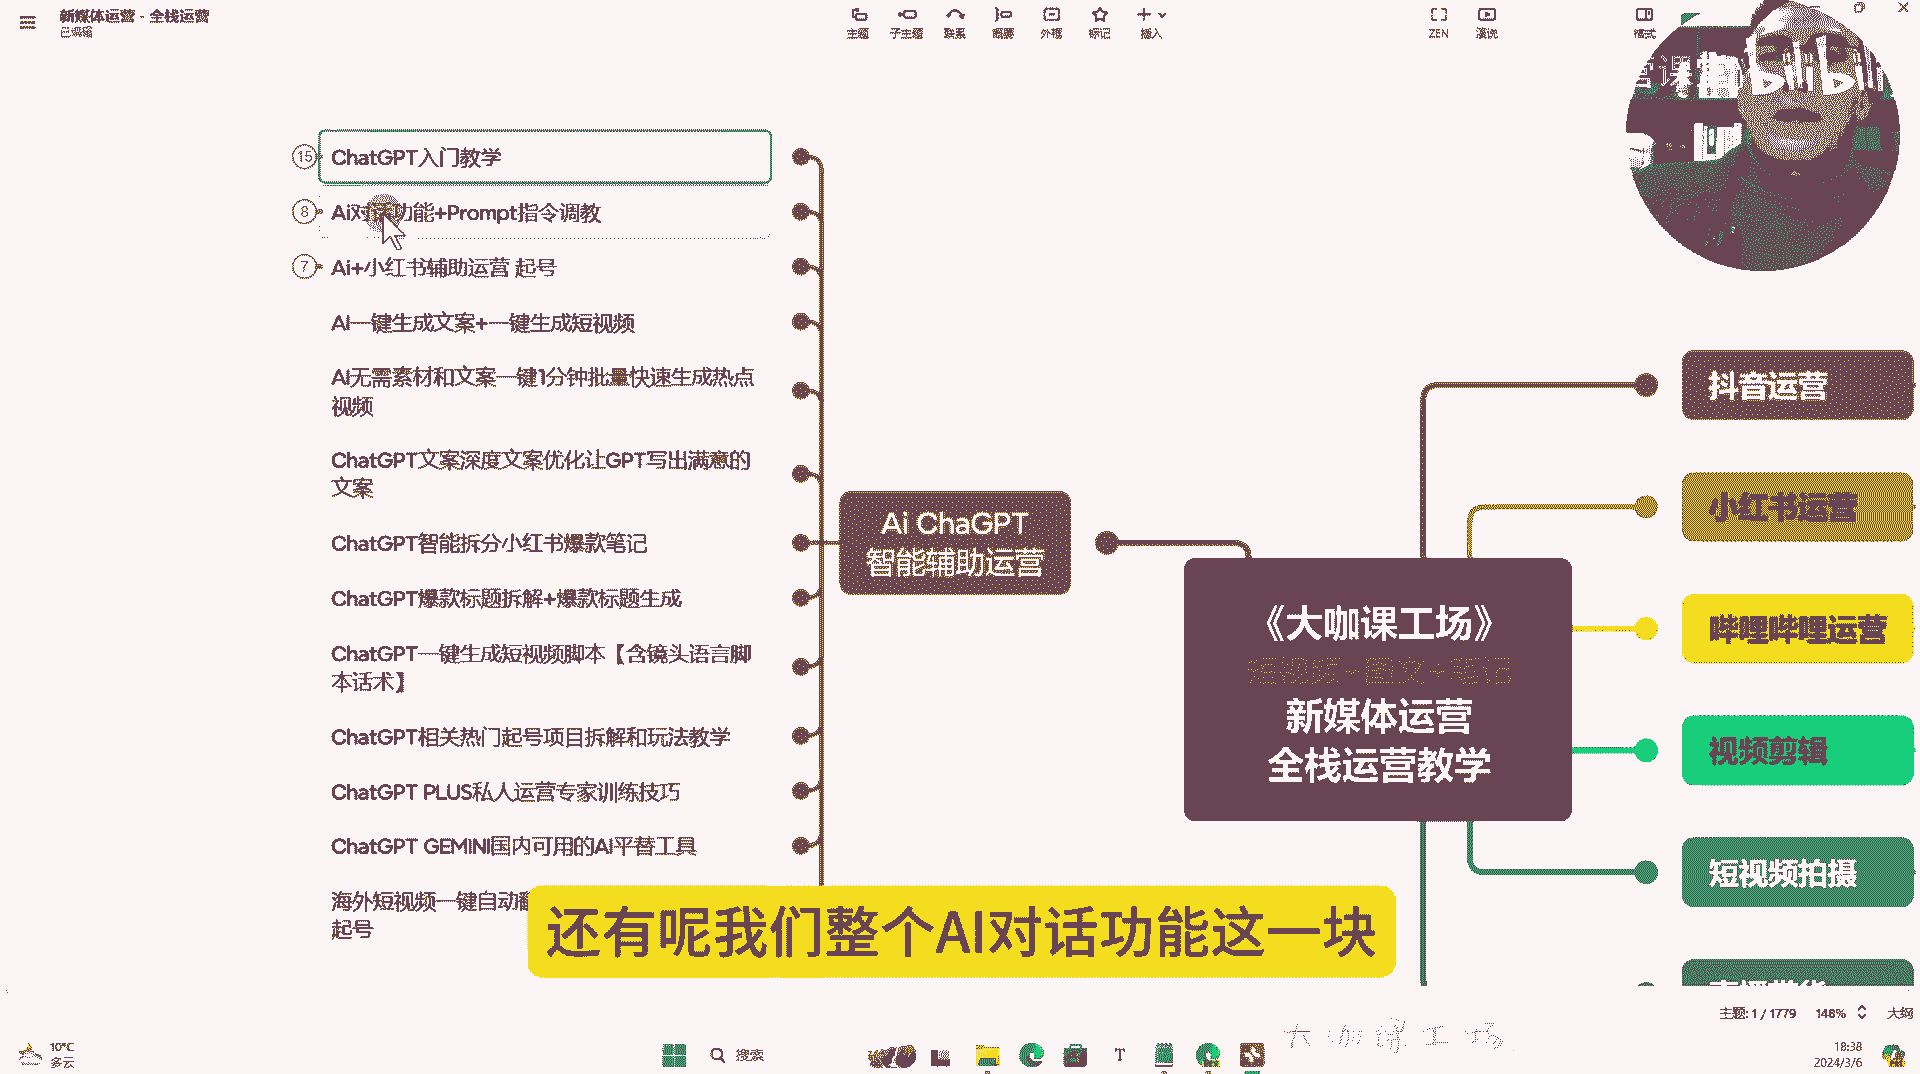 新媒体运营 - 全栈运营
已编辑
主题
子主题
联系
概要
外框
标记
插入
ZEN
演说
格式
bilibili
15
ChatGPT入门教学
8
Ai对话功能+Prompt指令调教
7
Ai+小红书辅助运营 起号
AI一键生成文案+一键生成短视频
AI无需素材和文案一键1分钟批量快速生成热点
视频
ChatGPT文案深度文案优化让GPT写出满意的
文案
ChatGPT智能拆分小红书爆款笔记
ChatGPT爆款标题拆解+爆款标题生成
ChatGPT一键生成短视频脚本【含镜头语言脚
本话术】
ChatGPT相关热门起号项目拆解和玩法教学
ChatGPT PLUS私人运营专家训练技巧
ChatGPT GEMINI国内可用的AI平替工具
海外短视频一键自动翻
起号
Ai ChaGPT
智能辅助运营
《大咖课工场》
短视频+图文+笔记
新媒体运营
全栈运营教学
抖音运营
小红书运营
哔哩哔哩运营
视频剪辑
短视频拍摄
还有呢我们整个AI对话功能这一块
主题: 1 / 1779
148%
大纲
10°C
多云
搜索
大咖课工场
18:38
2024/3/6